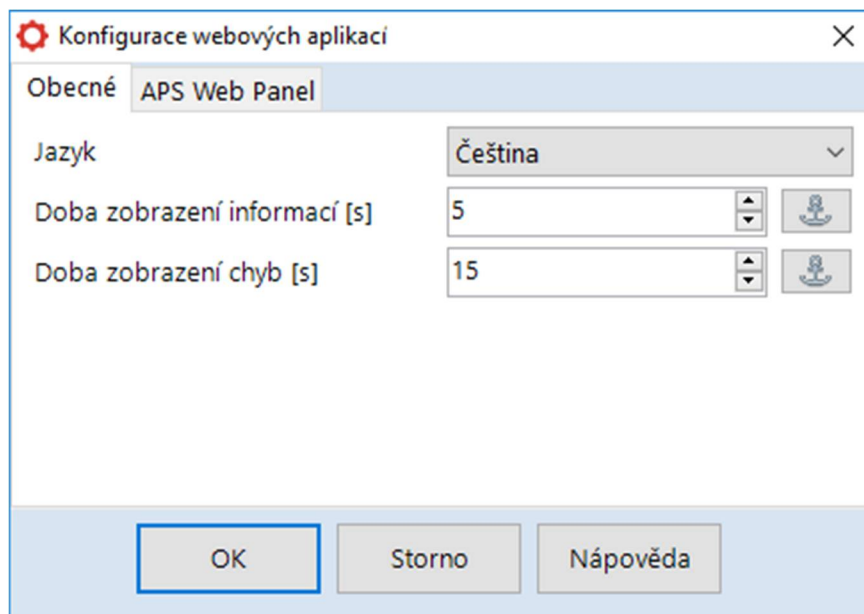 Konfigurace webových aplikací
Obecné APS Web Panel
Jazyk Čeština
Doba zobrazení informací [s] 5
Doba zobrazení chyb [s] 15
OK Storno Nápověda